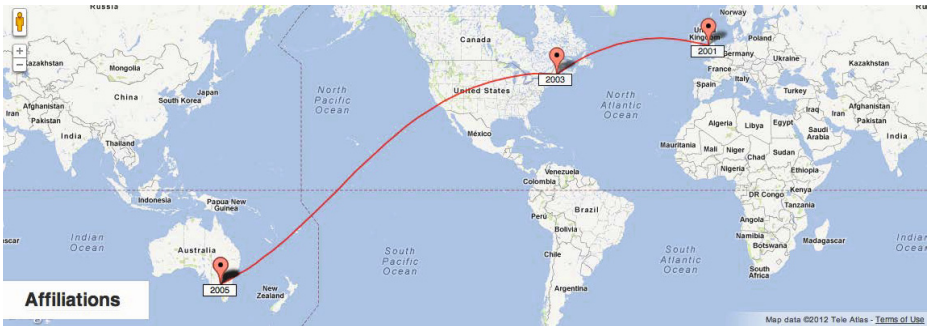 Russia
Norway
Ru
Canada
United
Kingdom
Poland
2001
Germany
Ukraine
Kazakhstan
Mongolia
2003
France
Italy
Kazakhstan
Japan
China
South Korea
North
Pacific
Ocean
United States
North
Atlantic
Ocean
Spain
Turkey
Afghanistan
Iran
Pakistan
Iraq
Iran
Afghanistan
Pakistan
India
Algeria
Libya
Egypt
Saudi
Arabia
India
Thailand
México
Mauritania
Mali
Niger
Chad
Sudan
Nigeria
Ethiopia
Venezuela
Colombia
Indonesia
Papua New
Guinea
DR Congo
Kenya
Tanzania
Perú
Brazil
Bolivia
Angola
Namibia
Botswana
Madagascar
ascar
Indian
Ocean
Australia
South
Pacific
Ocean
Chile
South
Atlantic
Ocean
Indian
Ocean
South
Africa
2005
New
Zealand
Argentina
Affiliations
Map data ©2012 Tele Atlas - Terms of Use